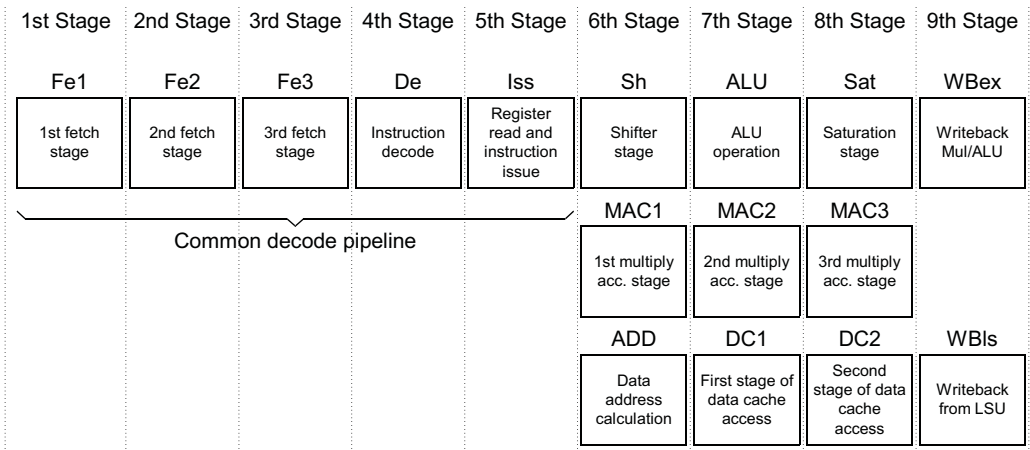 1st Stage 2nd Stage 3rd Stage 4th Stage 5th Stage 6th Stage 7th Stage 8th Stage 9th Stage
Fe1 Fe2 Fe3 De Iss Sh ALU Sat WBex
1st fetch
stage
2nd fetch
stage
3rd fetch
stage
Instruction
decode
Register
read and
instruction
issue
Shifter
stage
ALU
operation
Saturation
stage
Writeback
Mul/ALU
Common decode pipeline
MAC1 MAC2 MAC3
1st multiply
acc. stage
2nd multiply
acc. stage
3rd multiply
acc. stage
ADD DC1 DC2 WBls
Data
address
calculation
First stage of
data cache
access
Second
stage of data
cache
access
Writeback
from LSU